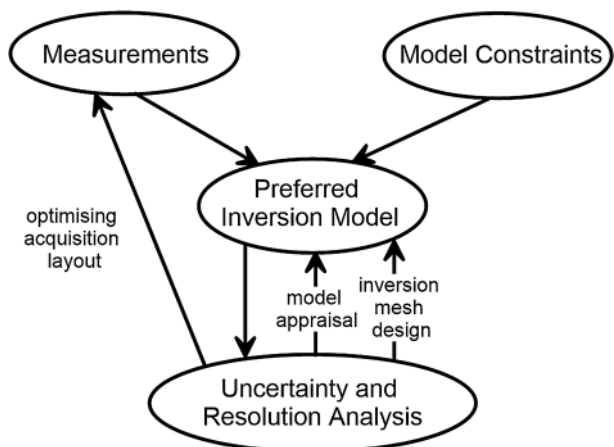 Measurements
Model Constraints
Preferred
Inversion Model
optimising
acquisition
layout
model
appraisal
inversion
mesh
design
Uncertainty and
Resolution Analysis